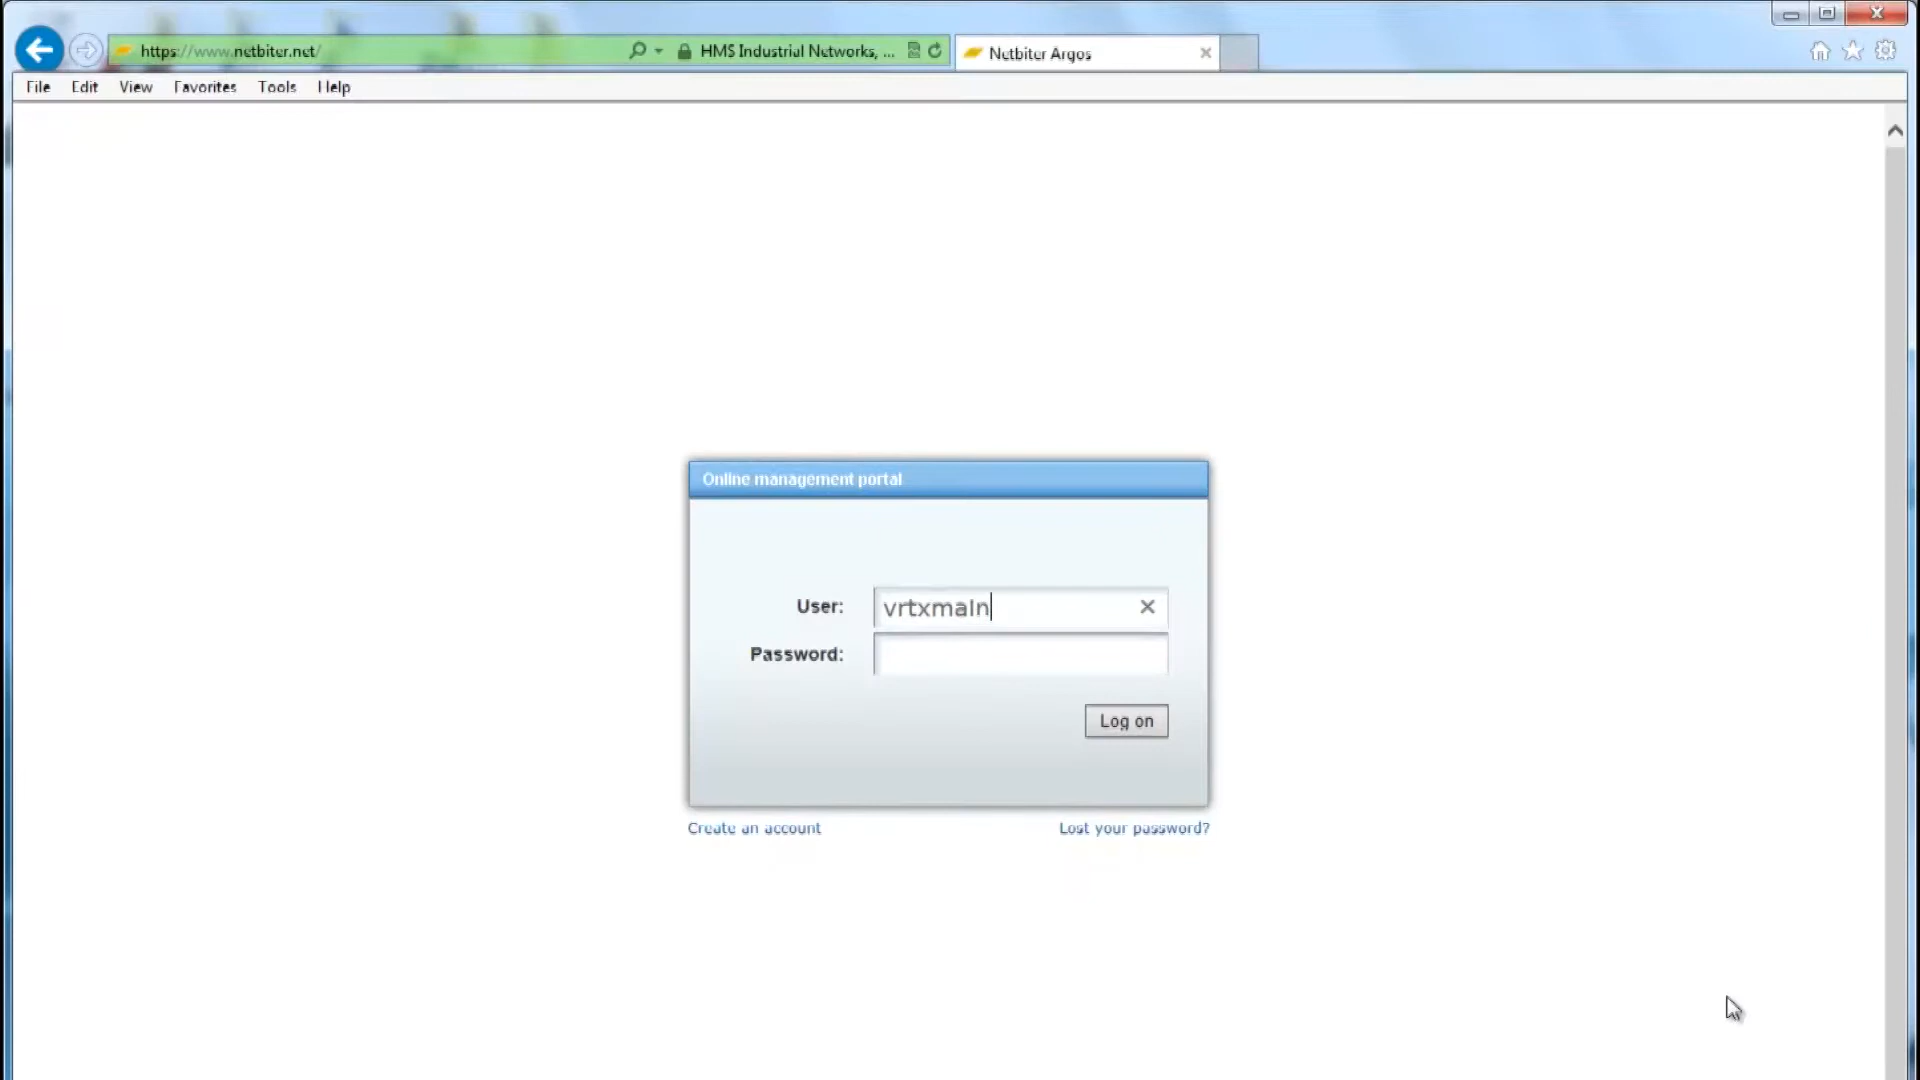 https://www.netbiter.net/
HMS Industrial Networks, ...
Netbiter Argos
File Edit View Favorites Tools Help
Online management portal
User: vrtxmain
Password:
Log on
Create an account
Lost your password?